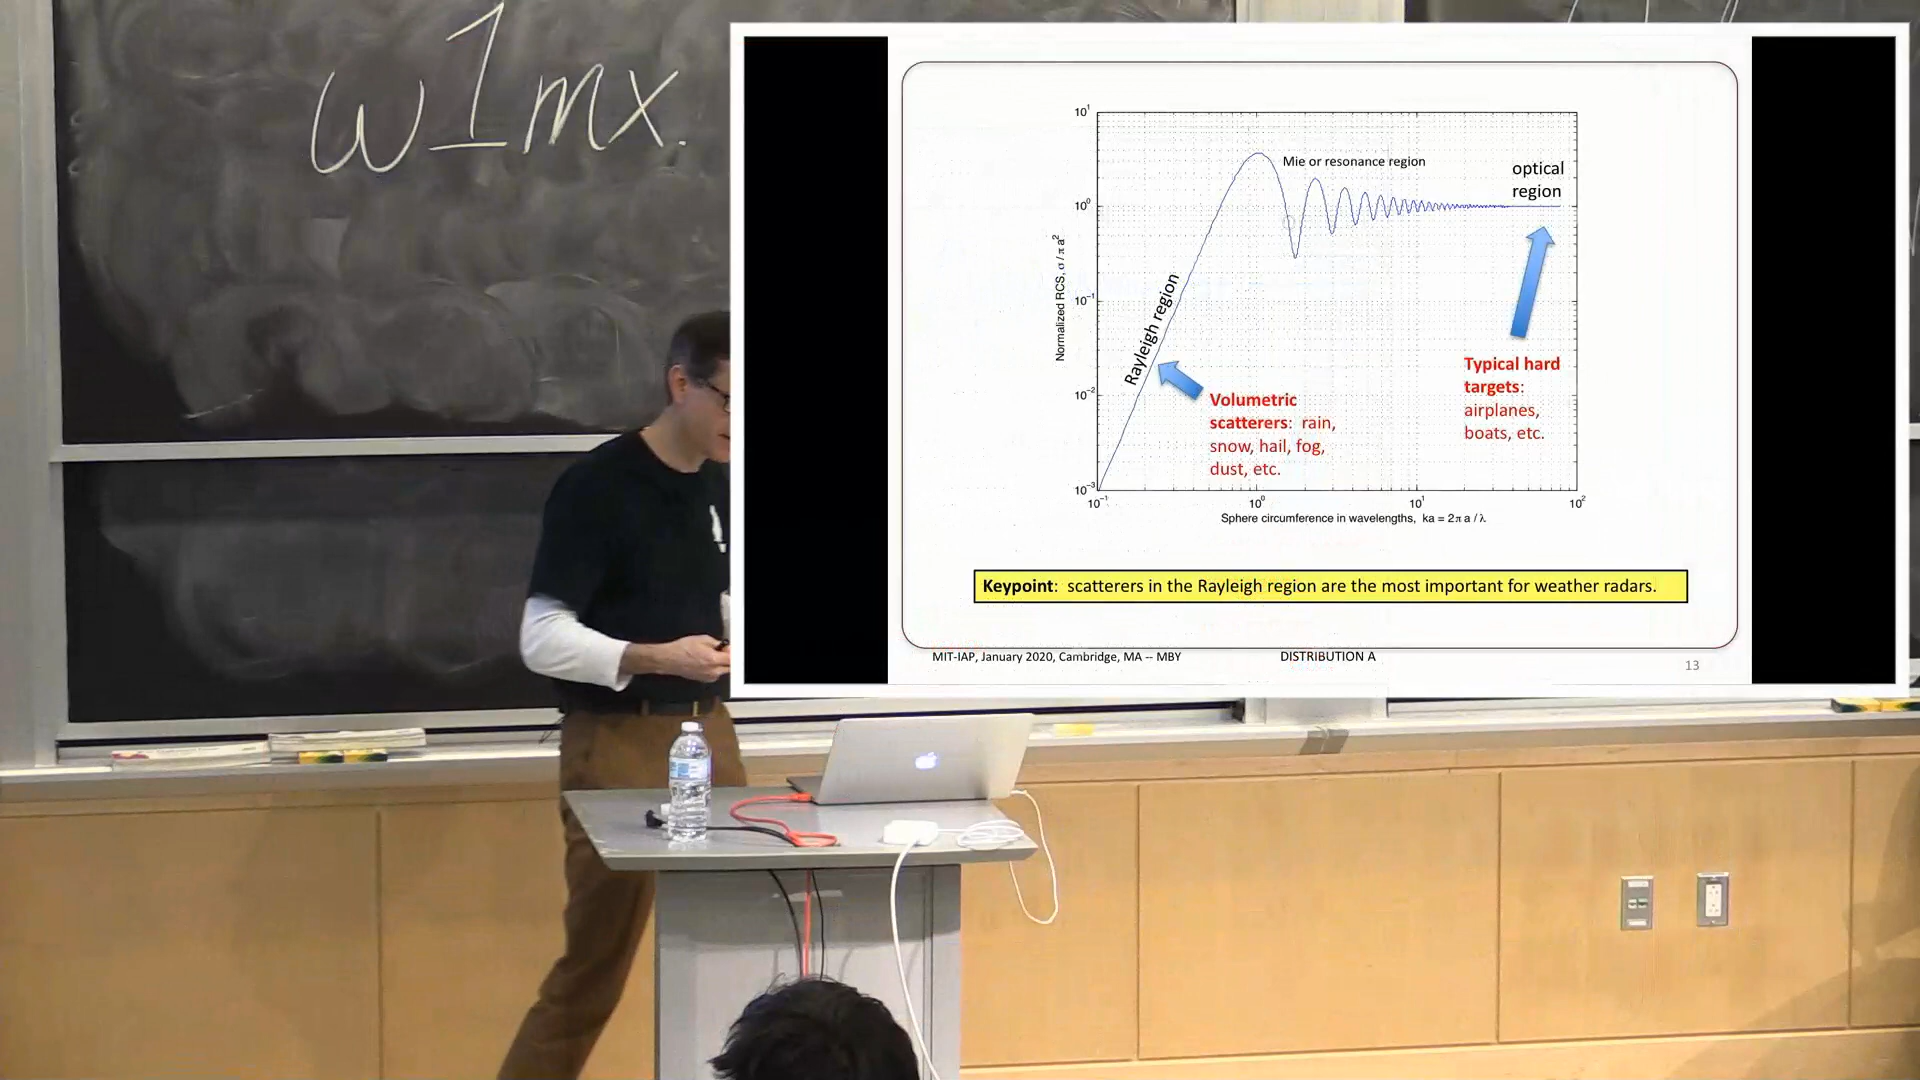 w1mx.
10¹
Mie or resonance region
optical
region
10⁰
Normalized RCS, σ / π a²
10⁻¹
Rayleigh region
Typical hard
targets:
airplanes,
boats, etc.
10⁻²
Volumetric
scatterers: rain,
snow, hail, fog,
dust, etc.
10⁻³
10⁻¹ 10⁰ 10¹ 10²
Sphere circumference in wavelengths, ka = 2π a / λ
Keypoint: scatterers in the Rayleigh region are the most important for weather radars.
MIT-IAP, January 2020, Cambridge, MA -- MBY DISTRIBUTION A 13